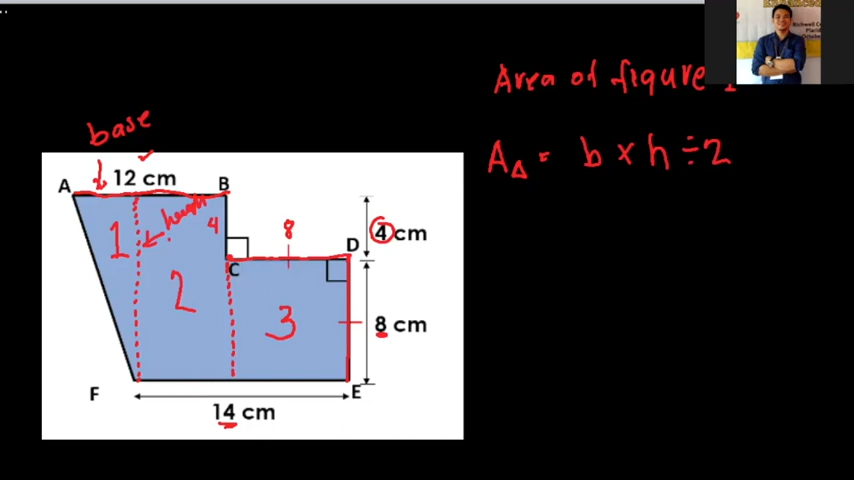 Area of figure 1
A△ = b × h ÷ 2
base
A
12 cm
B
height
4
1
2
3
8
C
D
4 cm
8 cm
F
E
14 cm